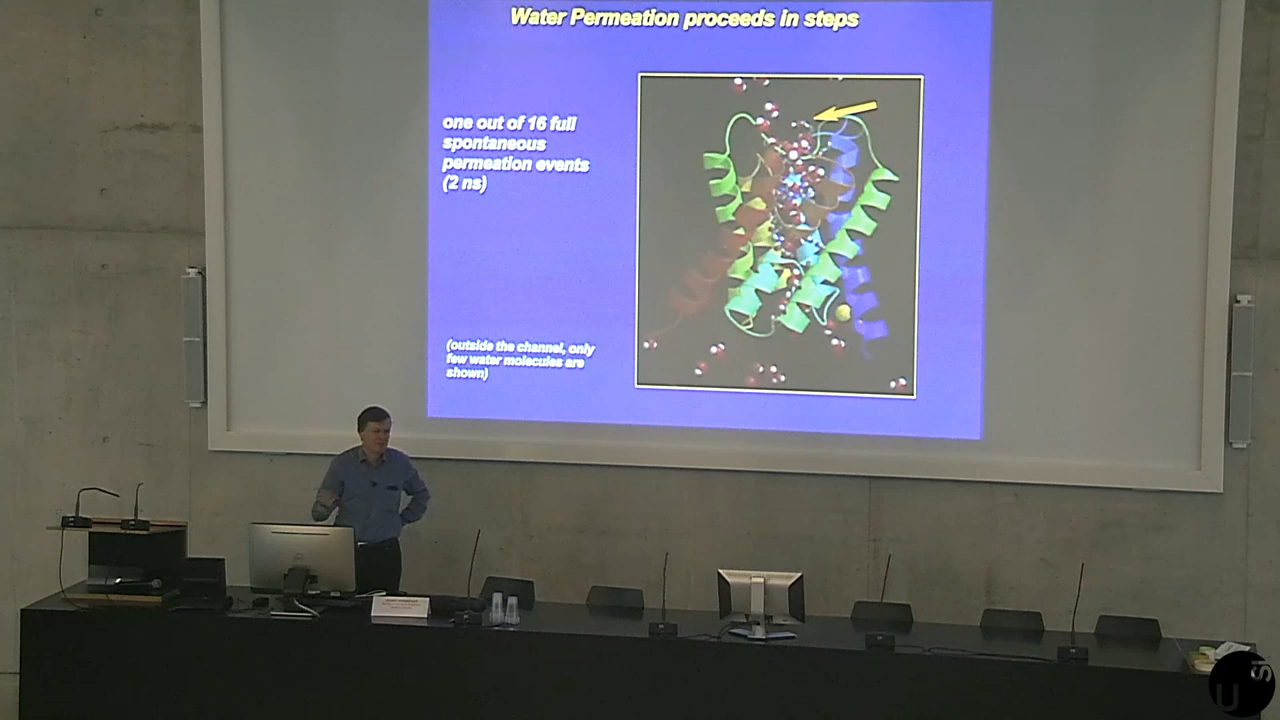 Water Permeation proceeds in steps
one out of 16 full
spontaneous
permeation events
(2 ns)
(outside the channel, only
few water molecules are
shown)
U
SI